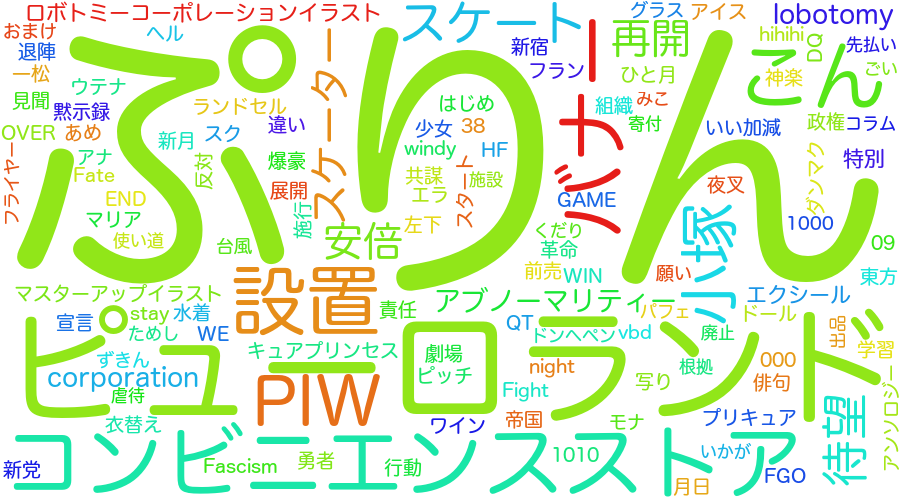 ロボトミーコーポレーションイラスト
スケート
グラス
アイス
lobotomy
おまけ
ヘル
新宿
再開
hihihi
DQ
先払い
退陣
フラン
ひと月
神楽
ごい
一松
ウテナ
スケーター
バナー
こん
見聞
ランドセル
はじめ
組織
みこ
黙示録
ぷりん
OVER
あめ
新月
スク
違い
少女
38
寄付
いい加減
政権
コラム
アナ
反対
爆豪
windy
HF
特別
Fate
共謀
施設
フライヤー
END
展開
エラ
スタート
GAME
夜叉
ダンマク
マリア
施行
左下
1000
使い道
台風
安倍
くだり
革命
小塚
09
設置
前売
WIN
願い
東方
マスターアップイラスト
責任
アブノーマリティー
パフェ
エクシール
stay
水着
宣言
ためし
WE
QT
ドンペペン
vbd
廃止
ドール
出品
ずきん
キュアプリンセス
劇場
学習
corporation
ピッチ
night
写り
根拠
000
虐待
PIW
Fight
俳句
ピューロランド
衣替え
ワイン
帝国
モナ
プリキュア
待望
アンソロジー
コンビニエンスストア
新党
Fascism
勇者
行動
1010
いかが
月日
FGO